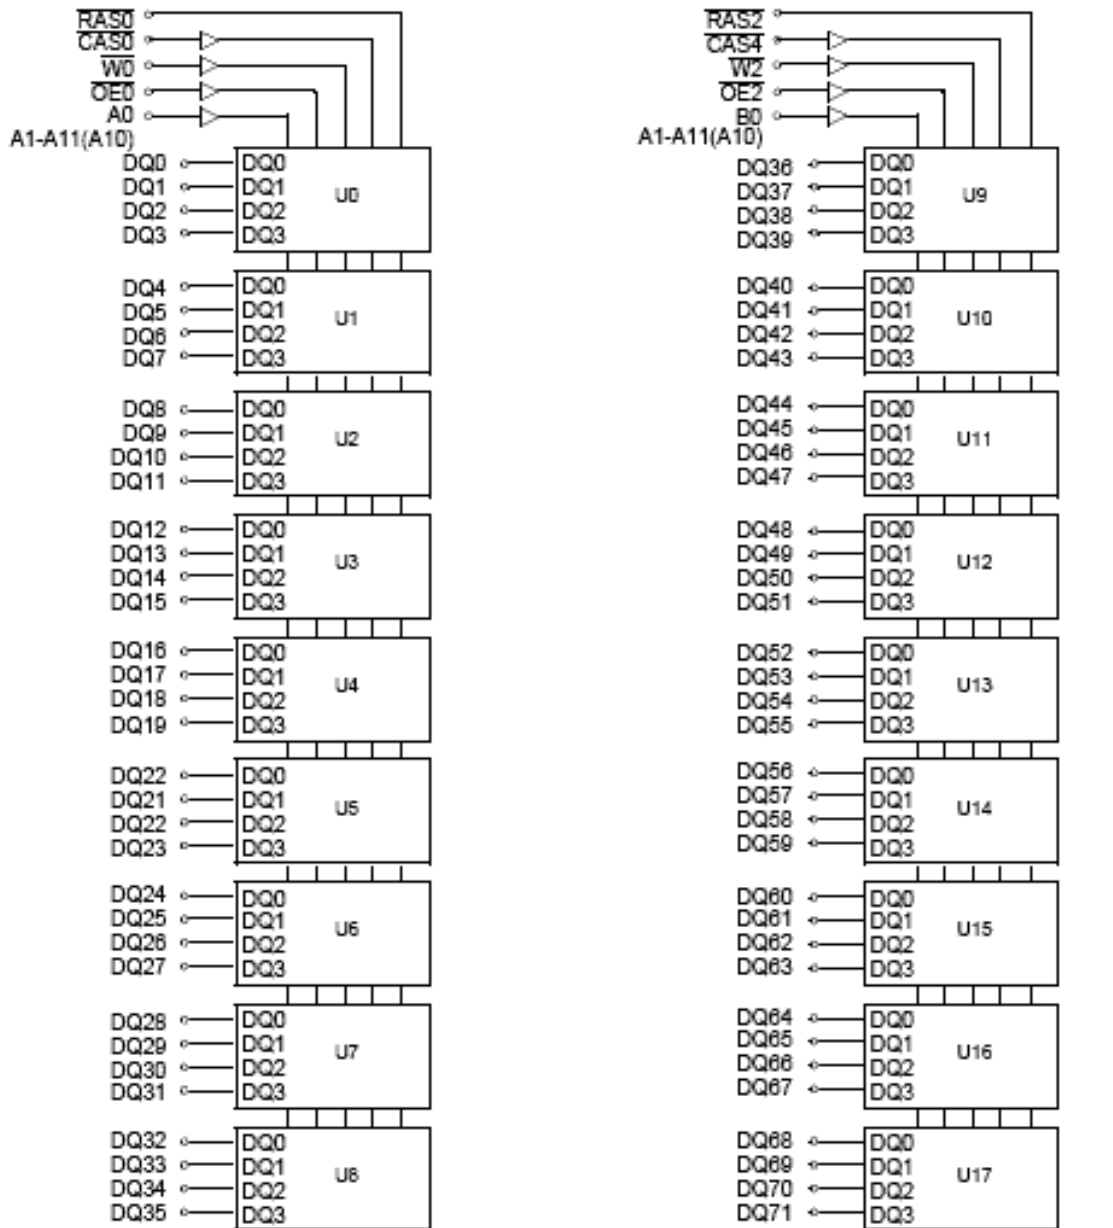 RAS0
CAS0
W0
OE0
A0
A1-A11(A10)
DQ0 DQ0
DQ1 DQ1
U0
DQ2 DQ2
DQ3 DQ3
DQ4 DQ0
DQ5 DQ1
U1
DQ6 DQ2
DQ7 DQ3
DQ8 DQ0
DQ9 DQ1
U2
DQ10 DQ2
DQ11 DQ3
DQ12 DQ0
DQ13 DQ1
U3
DQ14 DQ2
DQ15 DQ3
DQ16 DQ0
DQ17 DQ1
U4
DQ18 DQ2
DQ19 DQ3
DQ22 DQ0
DQ21 DQ1
U5
DQ22 DQ2
DQ23 DQ3
DQ24 DQ0
DQ25 DQ1
U6
DQ26 DQ2
DQ27 DQ3
DQ28 DQ0
DQ29 DQ1
U7
DQ30 DQ2
DQ31 DQ3
DQ32 DQ0
DQ33 DQ1
U8
DQ34 DQ2
DQ35 DQ3
RAS2
CAS4
W2
OE2
B0
A1-A11(A10)
DQ36 DQ0
DQ37 DQ1
U9
DQ38 DQ2
DQ39 DQ3
DQ40 DQ0
DQ41 DQ1
U10
DQ42 DQ2
DQ43 DQ3
DQ44 DQ0
DQ45 DQ1
U11
DQ46 DQ2
DQ47 DQ3
DQ48 DQ0
DQ49 DQ1
U12
DQ50 DQ2
DQ51 DQ3
DQ52 DQ0
DQ53 DQ1
U13
DQ54 DQ2
DQ55 DQ3
DQ56 DQ0
DQ57 DQ1
U14
DQ58 DQ2
DQ59 DQ3
DQ60 DQ0
DQ61 DQ1
U15
DQ62 DQ2
DQ63 DQ3
DQ64 DQ0
DQ65 DQ1
U16
DQ66 DQ2
DQ67 DQ3
DQ68 DQ0
DQ69 DQ1
U17
DQ70 DQ2
DQ71 DQ3